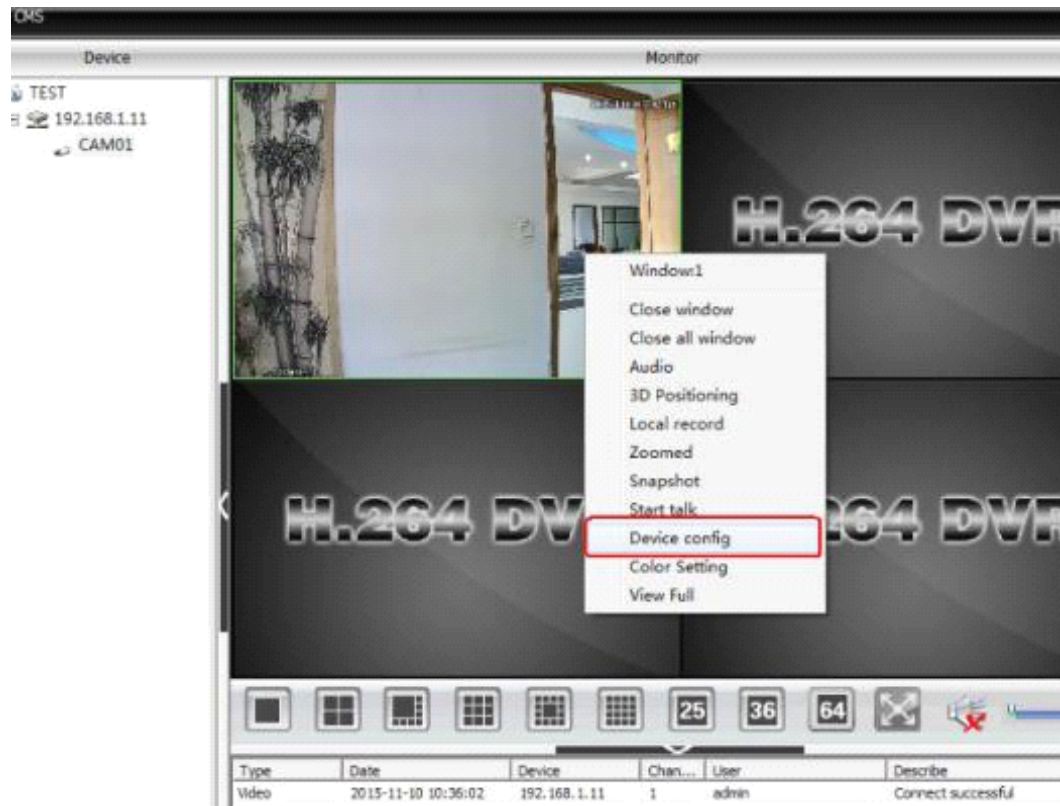 CMS
Device
Monitor
TEST
192.168.1.11
CAM01
H.264 DVR
Window:1
Close window
Close all window
Audio
3D Positioning
Local record
Zoomed
Snapshot
Start talk
Device config
Color Setting
View Full
H.264 DV
264 DVR
25 36 64
Type Date Device Chan... User Describe
Video 2015-11-10 10:36:02 192.168.1.11 1 admin Connect successful